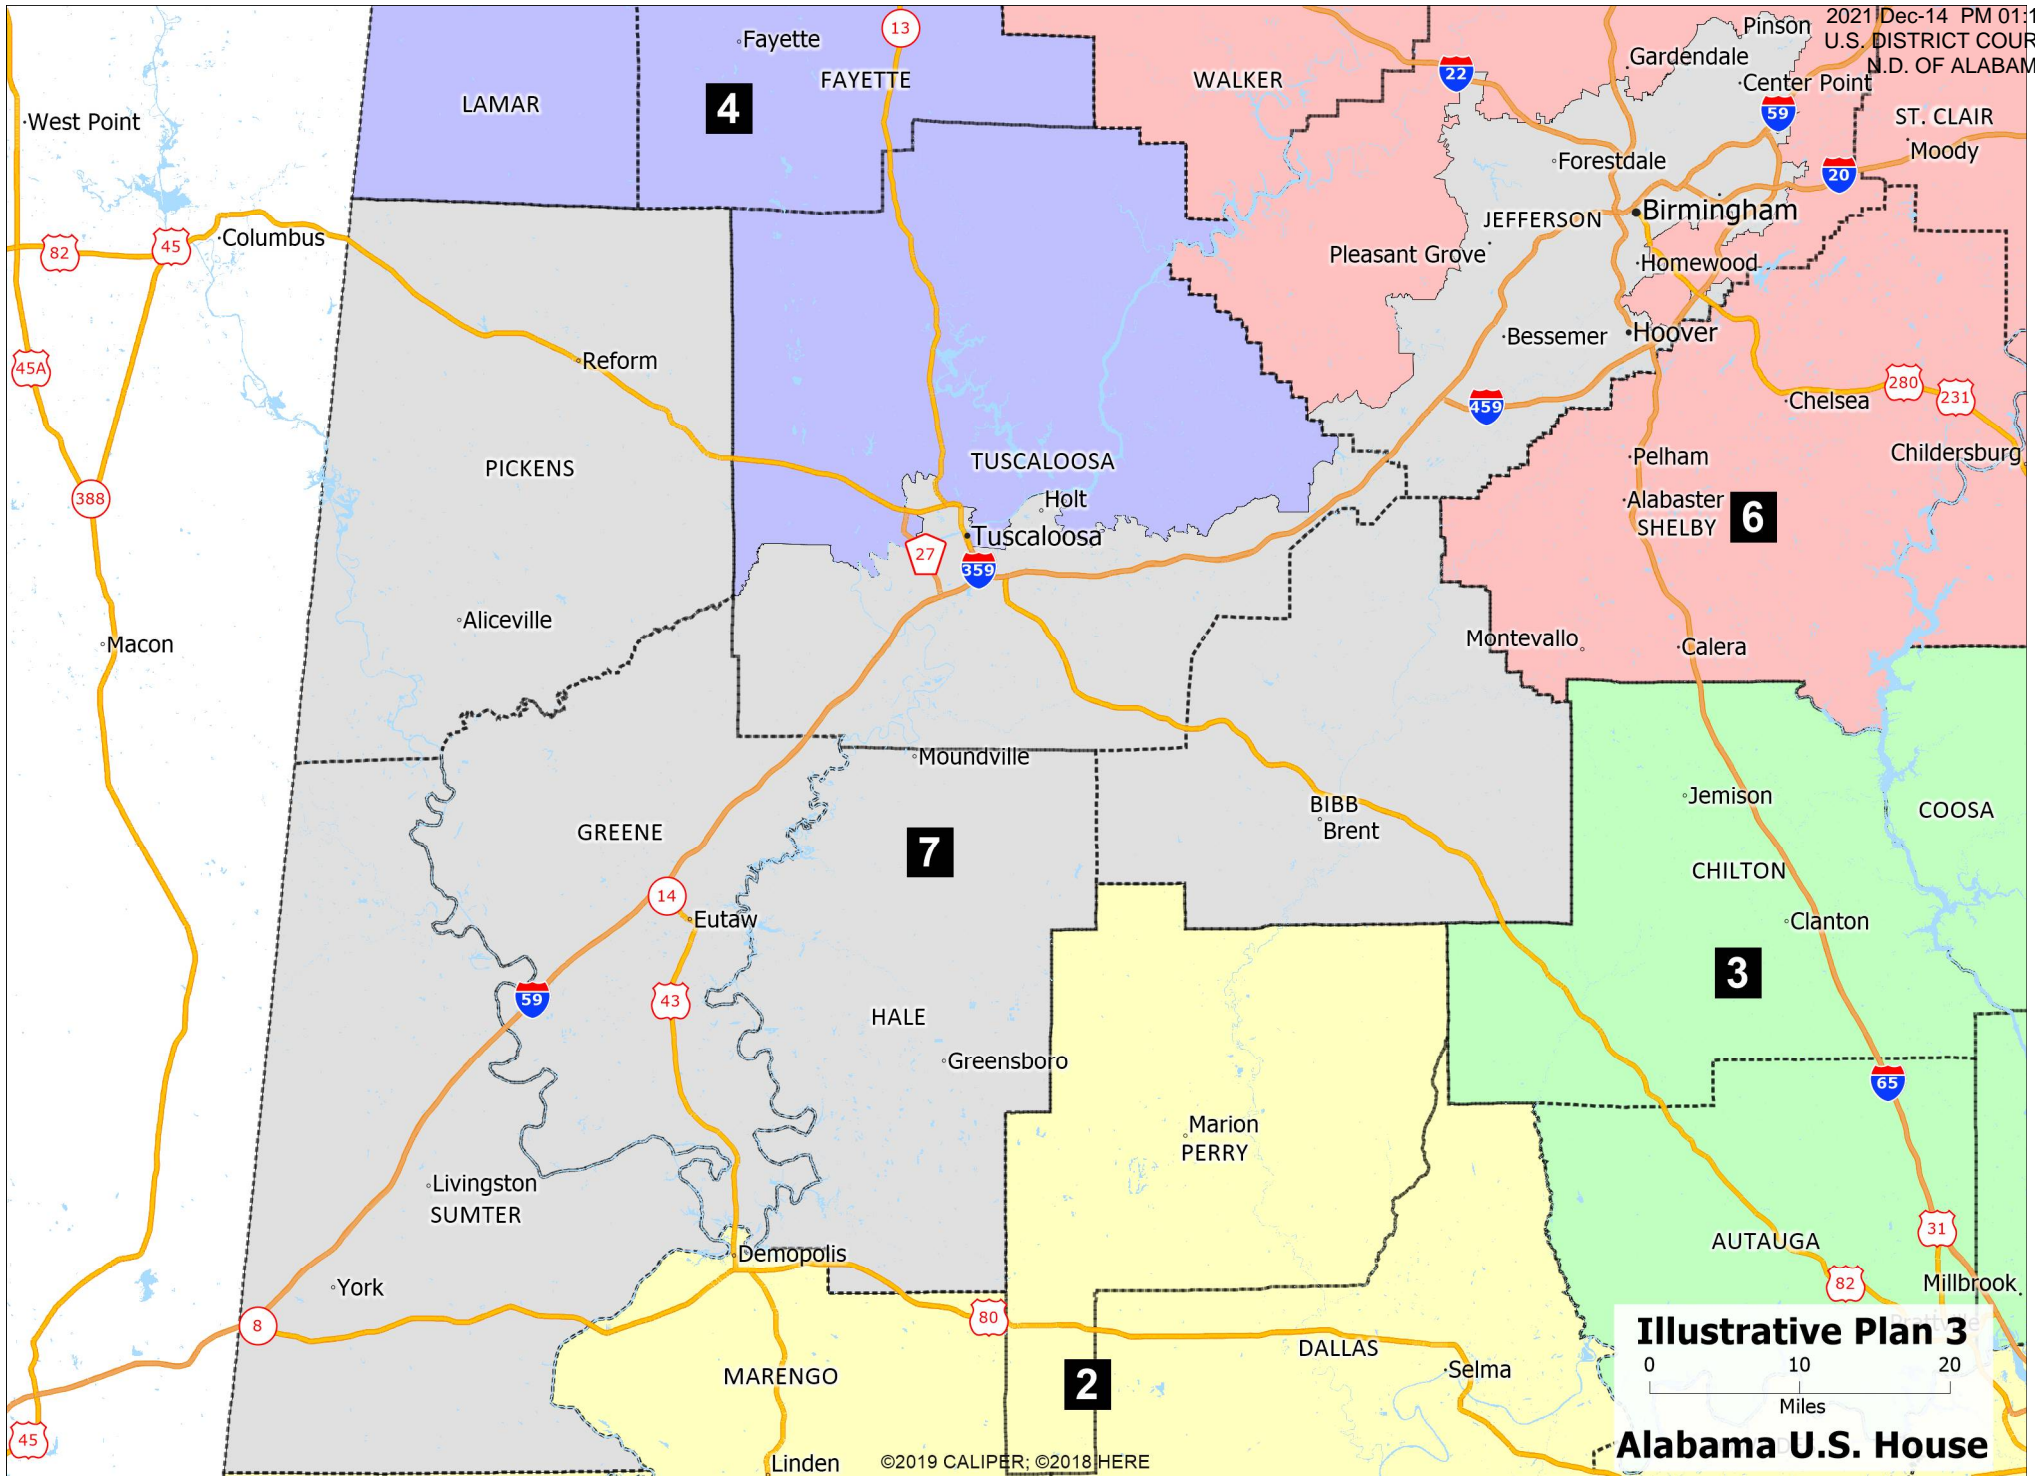 2021 Dec-14 PM 01:1
U.S. DISTRICT COUR
N.D. OF ALABAM
Pinson
13
Fayette
Gardendale
FAYETTE
WALKER
22
Center Point
LAMAR
4
59
ST. CLAIR
West Point
Moody
Forestdale
20
JEFFERSON
Birmingham
Columbus
82
45
Pleasant Grove
Homewood
Bessemer
Hoover
Reform
45A
280
231
459
Chelsea
PICKENS
TUSCALOOSA
Pelham
Childersburg
388
Holt
Alabaster
SHELBY
6
Tuscaloosa
27
359
Aliceville
Macon
Montevallo
Calera
Moundville
Jemison
BIBB
Brent
COOSA
GREENE
7
CHILTON
14
Eutaw
Clanton
3
59
43
HALE
Greensboro
65
Marion
PERRY
Livingston
SUMTER
31
AUTAUGA
Demopolis
York
82
Millbrook
8
80
Prattville
Illustrative Plan 3
DALLAS
0 10 20
MARENGO
2
Selma
Miles
45
Alabama U.S. House
Linden
©2019 CALIPER; ©2018 HERE